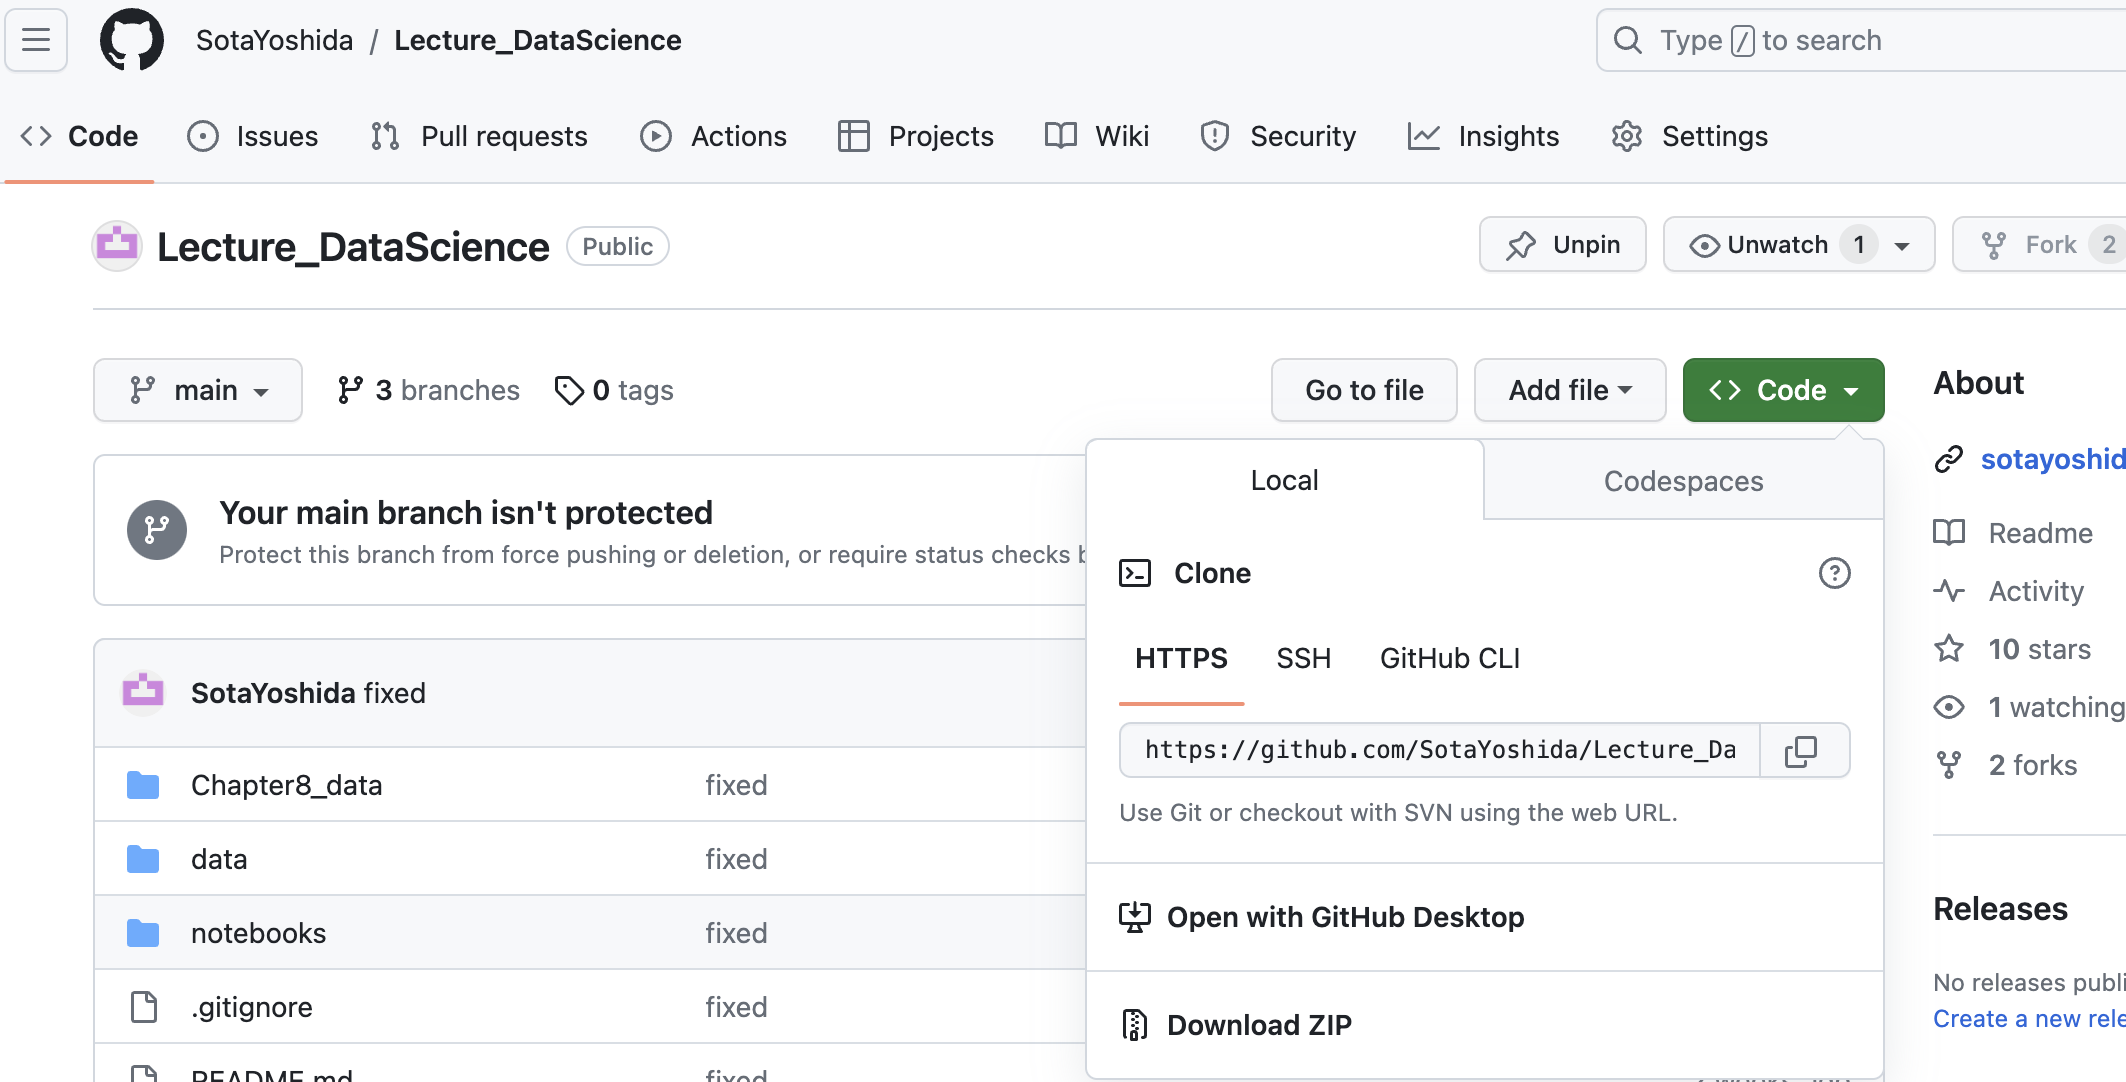 SotaYoshida / Lecture_DataScience
Type / to search
Code Issues Pull requests Actions Projects Wiki Security Insights Settings
Lecture_DataScience Public
Unpin Unwatch 1 Fork 2
main 3 branches 0 tags
Go to file Add file Code
Your main branch isn't protected
Protect this branch from force pushing or deletion, or require status checks
SotaYoshida fixed
Chapter8_data fixed
data fixed
notebooks fixed
.gitignore fixed
README.md fixed
Local Codespaces
Clone
HTTPS SSH GitHub CLI
https://github.com/SotaYoshida/Lecture_Da
Use Git or checkout with SVN using the web URL.
Open with GitHub Desktop
Download ZIP
About
sotayoshid
Readme
Activity
10 stars
1 watching
2 forks
Releases
No releases publi
Create a new rele